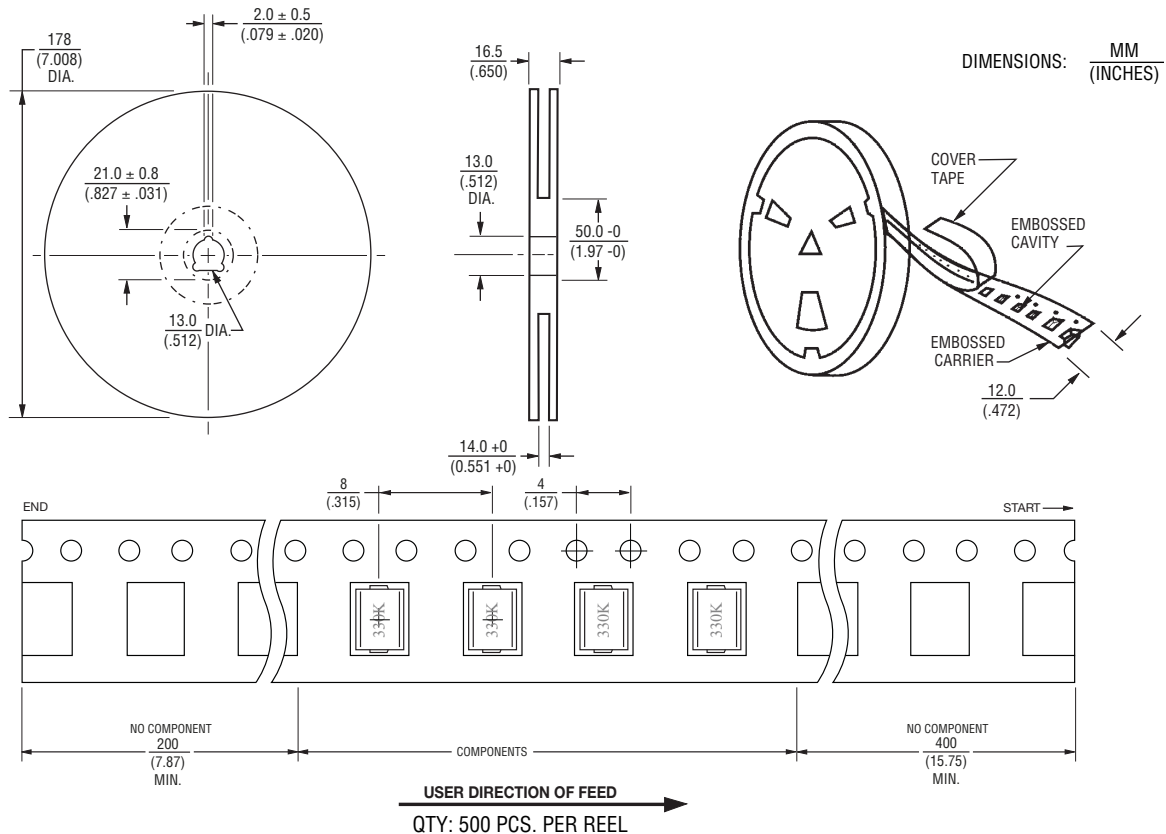 2.0 ± 0.5
(.079 ± .020)
178
(7.008)
DIA.
16.5
(.650)
DIMENSIONS: MM
(INCHES)
21.0 ± 0.8
(.827 ± .031)
13.0
(.512)
DIA.
50.0 -0
(1.97 -0)
COVER
TAPE
EMBOSSED
CAVITY
13.0
(.512)
DIA.
EMBOSSED
CARRIER
12.0
(.472)
14.0 +0
(0.551 +0)
8
(.315)
4
(.157)
END
START
330K
330K
330K
330K
NO COMPONENT
200
(7.87)
MIN.
COMPONENTS
NO COMPONENT
400
(15.75)
MIN.
USER DIRECTION OF FEED
QTY: 500 PCS. PER REEL